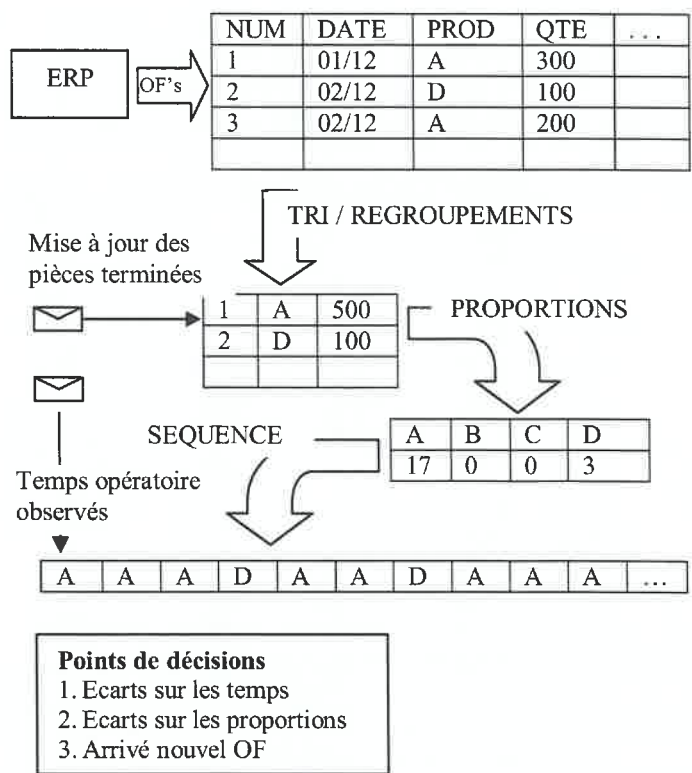 NUM DATE PROD QTE ...
1 01/12 A 300
2 02/12 D 100
3 02/12 A 200
ERP
OF's
TRI / REGROUPEMENTS
Mise à jour des
pièces terminées
1 A 500
2 D 100
PROPORTIONS
A B C D
17 0 0 3
SEQUENCE
Temps opératoire
observés
A A A D A A D A A A ...
Points de décisions
1. Ecarts sur les temps
2. Ecarts sur les proportions
3. Arrivé nouvel OF